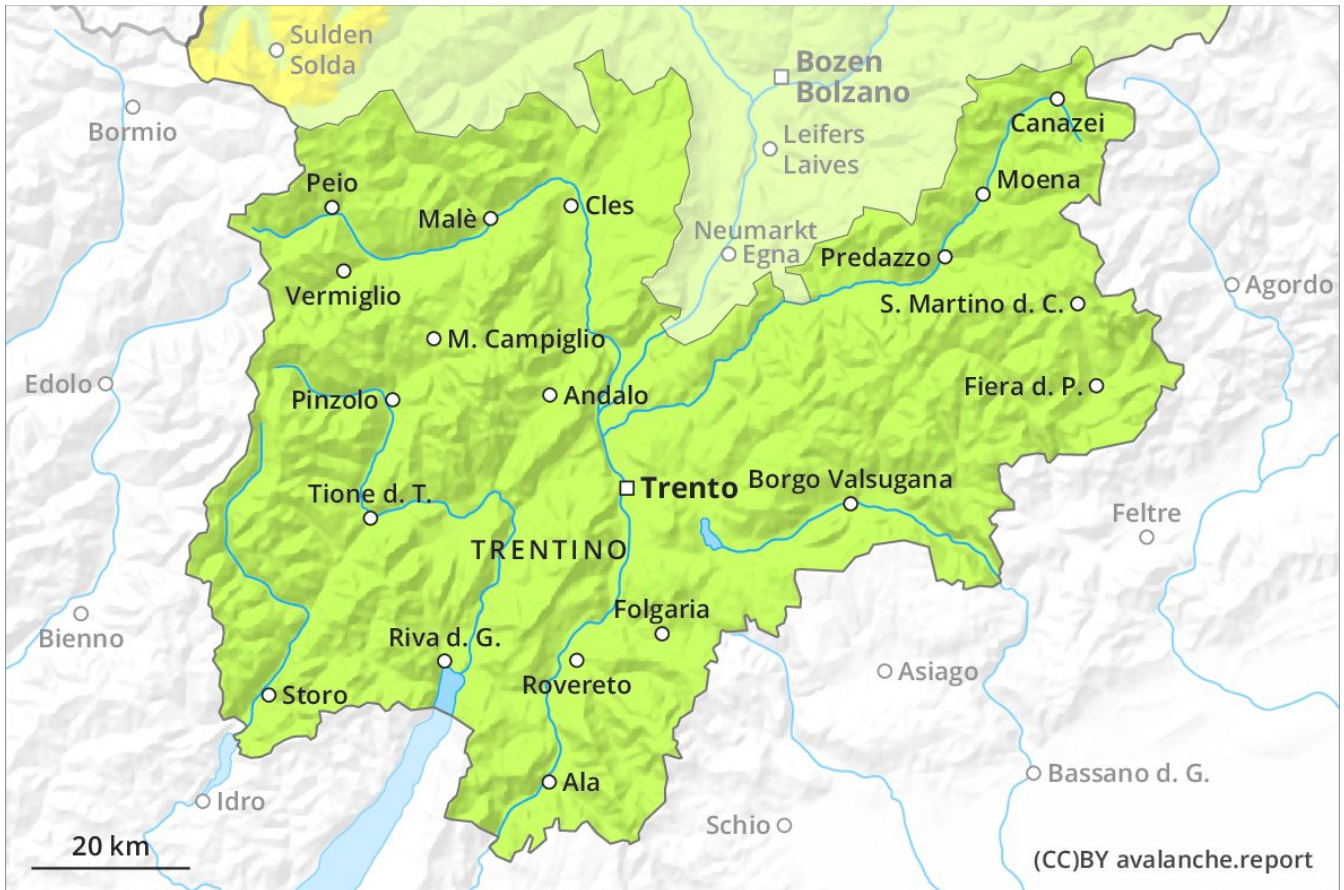 Sulden
Solda
Bozen
Bolzano
Bormio
Canazei
Leifers
Laives
Peio
Moena
Malè
Cles
Neumarkt
Egna
Predazzo
Vermiglio
Agordo
S. Martino d. C.
M. Campiglio
Edolo
Fiera d. P.
Pinzolo
Andalo
Trento
Borgo Valsugana
Tione d. T.
Feltre
TRENTINO
Folgaria
Bienno
Riva d. G.
Asiago
Rovereto
Storo
Bassano d. G.
Ala
Idro
Schio
20 km
(CC)BY avalanche.report